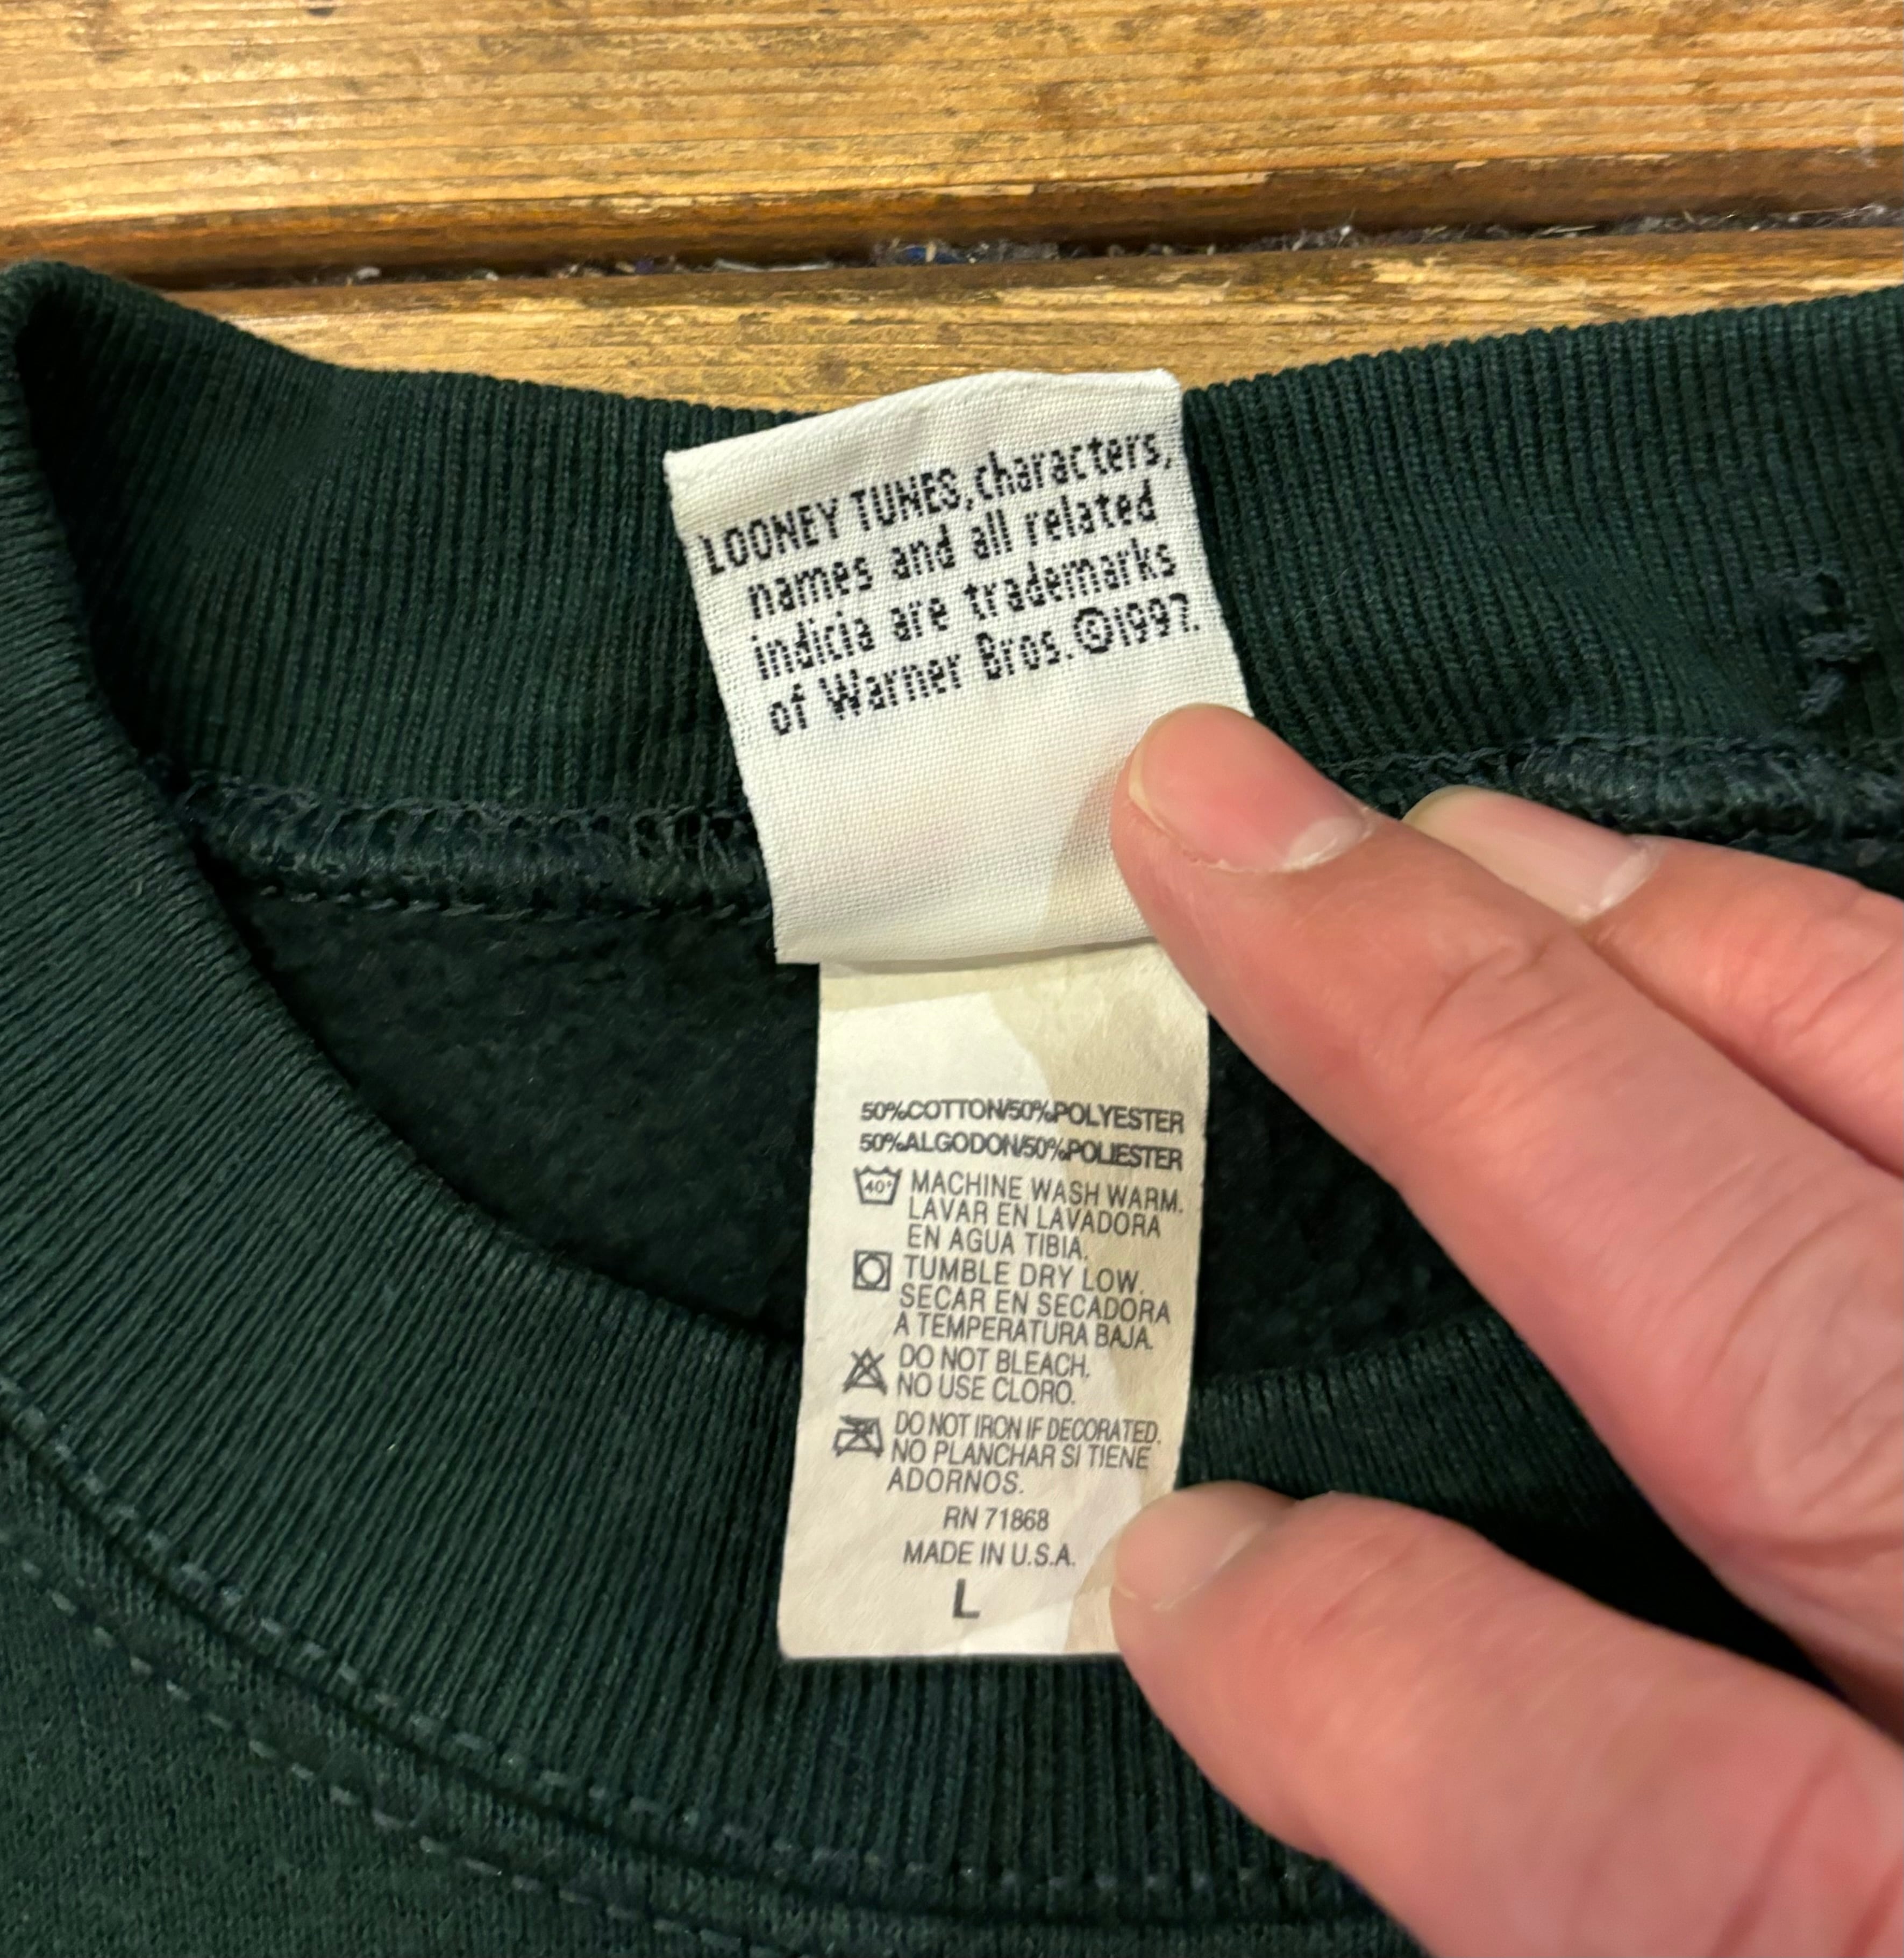 LOONEY TUNES, characters,
names and all related
indicia are trademarks
of Warner Bros. ©1997.
50%COTTON/50%POLYESTER
50%ALGODON/50%POLIESTER
40° MACHINE WASH WARM.
LAVAR EN LAVADORA
EN AGUA TIBIA.
TUMBLE DRY LOW.
SECAR EN SECADORA
A TEMPERATURA BAJA.
DO NOT BLEACH.
NO USE CLORO.
DO NOT IRON IF DECORATED.
NO PLANCHAR SI TIENE
ADORNOS.
RN 71868
MADE IN U.S.A.
L